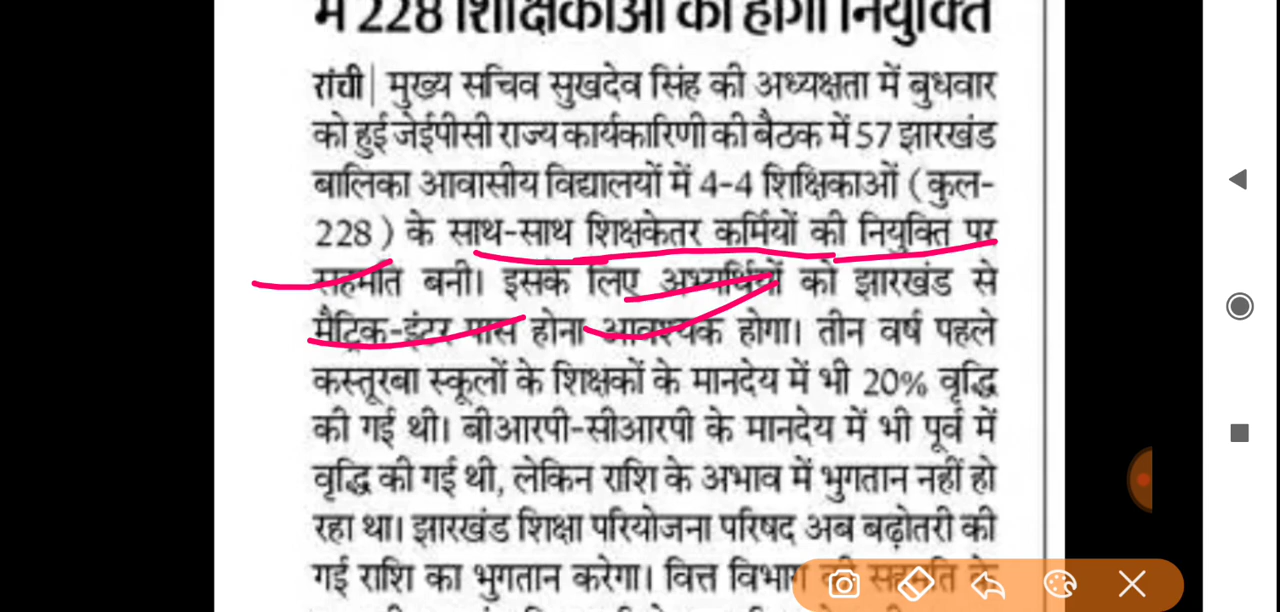 में 228 शिक्षिकाओं की होगी नियुक्ति
रांची| मुख्य सचिव सुखदेव सिंह की अध्यक्षता में बुधवार
को हुई जेईपीसी राज्य कार्यकारिणी की बैठक में 57 झारखंड
बालिका आवासीय विद्यालयों में 4-4 शिक्षिकाओं (कुल-
228) के साथ-साथ शिक्षकेतर कर्मियों की नियुक्ति पर
सहमति बनी। इसके लिए अभ्यर्थियों को झारखंड से
मैट्रिक-इंटर पास होना आवश्यक होगा। तीन वर्ष पहले
कस्तूरबा स्कूलों के शिक्षकों के मानदेय में भी 20% वृद्धि
की गई थी। बीआरपी-सीआरपी के मानदेय में भी पूर्व में
वृद्धि की गई थी, लेकिन राशि के अभाव में भुगतान नहीं हो
रहा था। झारखंड शिक्षा परियोजना परिषद अब बढ़ोतरी की
गई राशि का भुगतान करेगा। वित्त विभाग की सहमति के